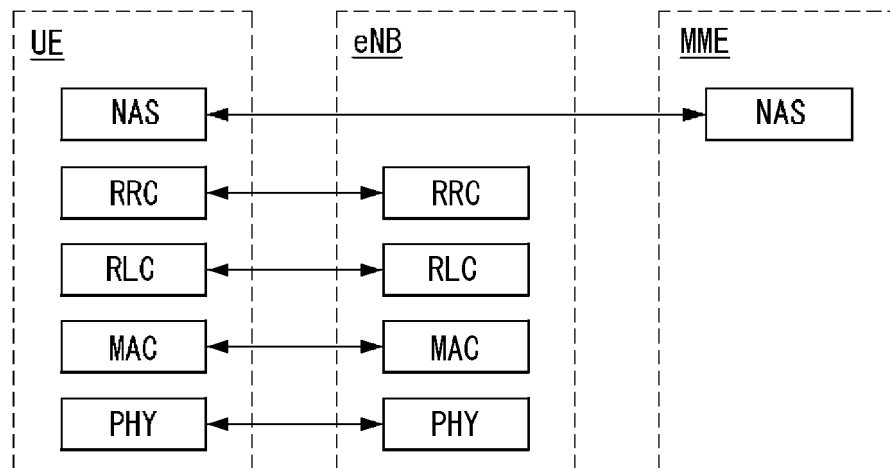 UE eNB MME
NAS NAS
RRC RRC
RLC RLC
MAC MAC
PHY PHY